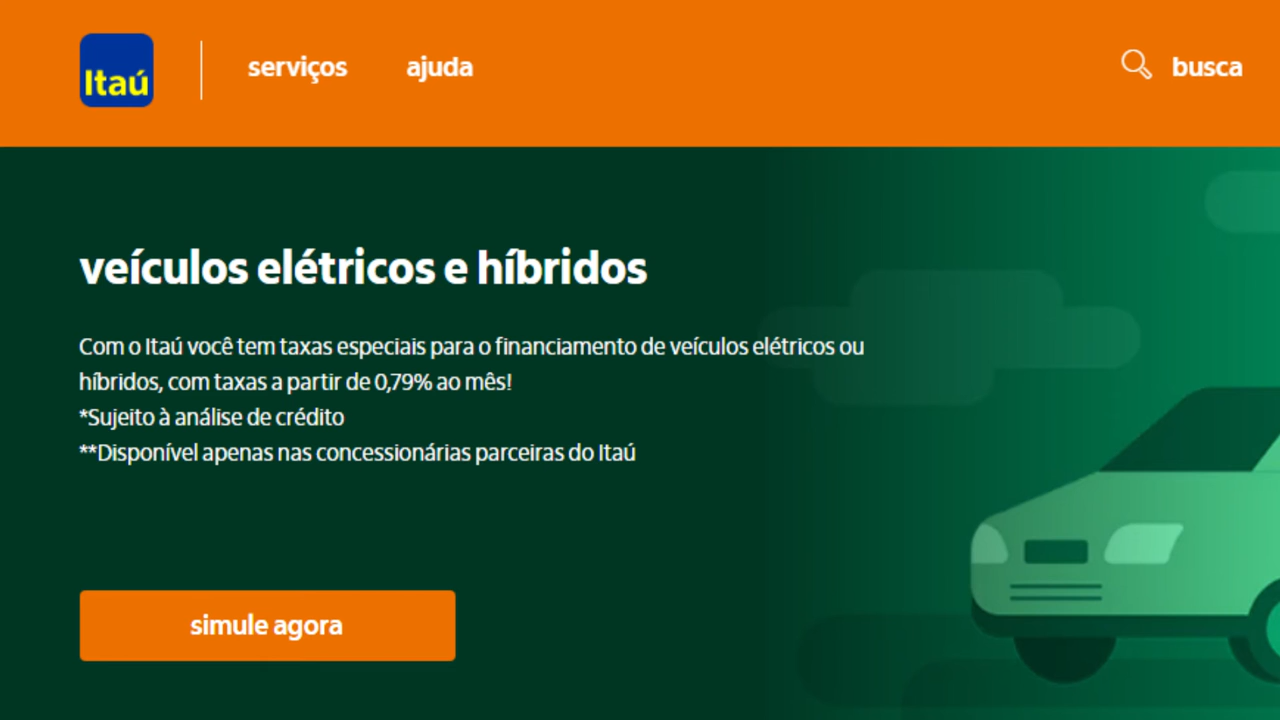 Itaú
serviços
ajuda
busca
veículos elétricos e híbridos
Com o Itaú você tem taxas especiais para o financiamento de veículos elétricos ou
híbridos, com taxas a partir de 0,79% ao mês!
*Sujeito à análise de crédito
**Disponível apenas nas concessionárias parceiras do Itaú
simule agora